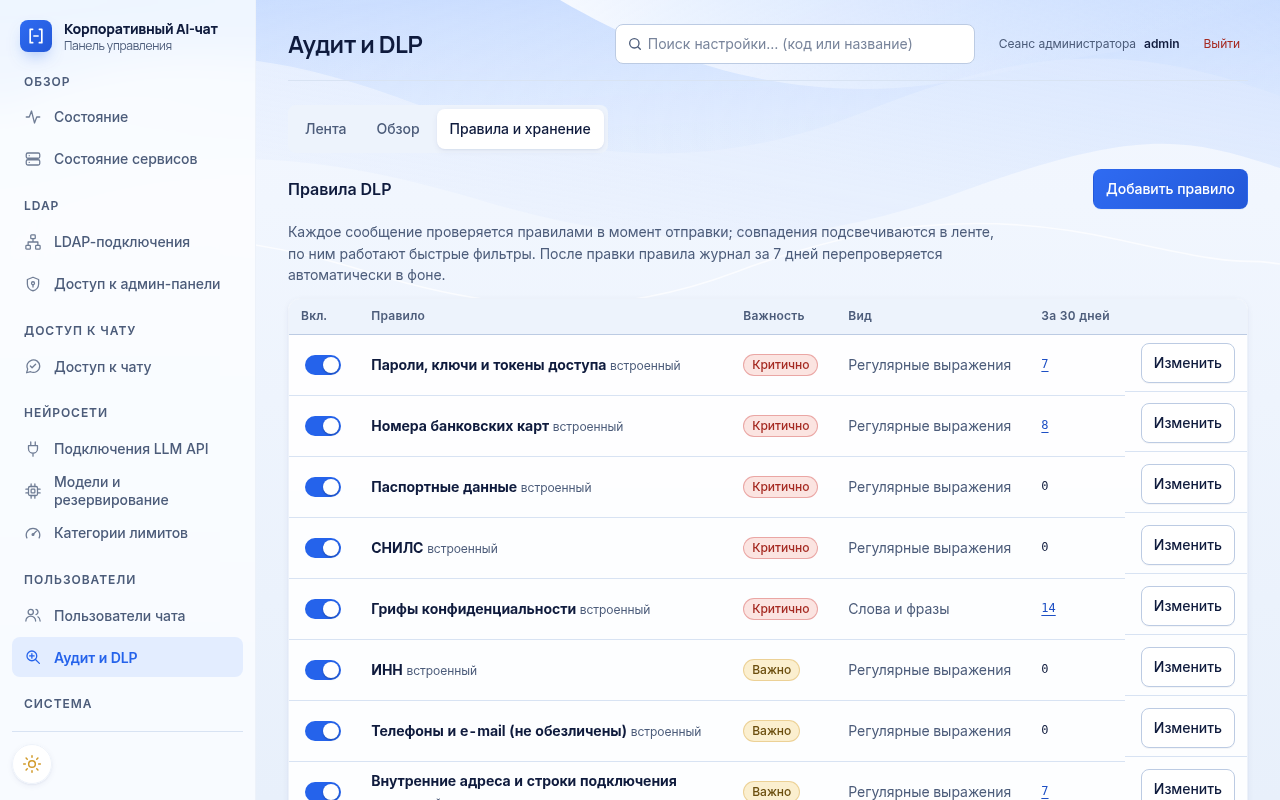 Корпоративный AI-чат
Панель управления
ОБЗОР
Состояние
Состояние сервисов
LDAP
LDAP-подключения
Доступ к админ-панели
ДОСТУП К ЧАТУ
Доступ к чату
НЕЙРОСЕТИ
Подключения LLM API
Модели и
резервирование
Категории лимитов
ПОЛЬЗОВАТЕЛИ
Пользователи чата
Аудит и DLP
СИСТЕМА
Аудит и DLP
Поиск настройки… (код или название)
Сеанс администратора admin
Выйти
Лента Обзор Правила и хранение
Правила DLP
Добавить правило
Каждое сообщение проверяется правилами в момент отправки; совпадения подсвечиваются в ленте,
по ним работают быстрые фильтры. После правки правила журнал за 7 дней перепроверяется
автоматически в фоне.
Вкл. Правило Важность Вид За 30 дней
Пароли, ключи и токены доступа встроенный Критично Регулярные выражения 7 Изменить
Номера банковских карт встроенный Критично Регулярные выражения 8 Изменить
Паспортные данные встроенный Критично Регулярные выражения 0 Изменить
СНИЛС встроенный Критично Регулярные выражения 0 Изменить
Грифы конфиденциальности встроенный Критично Слова и фразы 14 Изменить
ИНН встроенный Важно Регулярные выражения 0 Изменить
Телефоны и e-mail (не обезличены) встроенный Важно Регулярные выражения 0 Изменить
Внутренние адреса и строки подключения Важно Регулярные выражения 7 Изменить